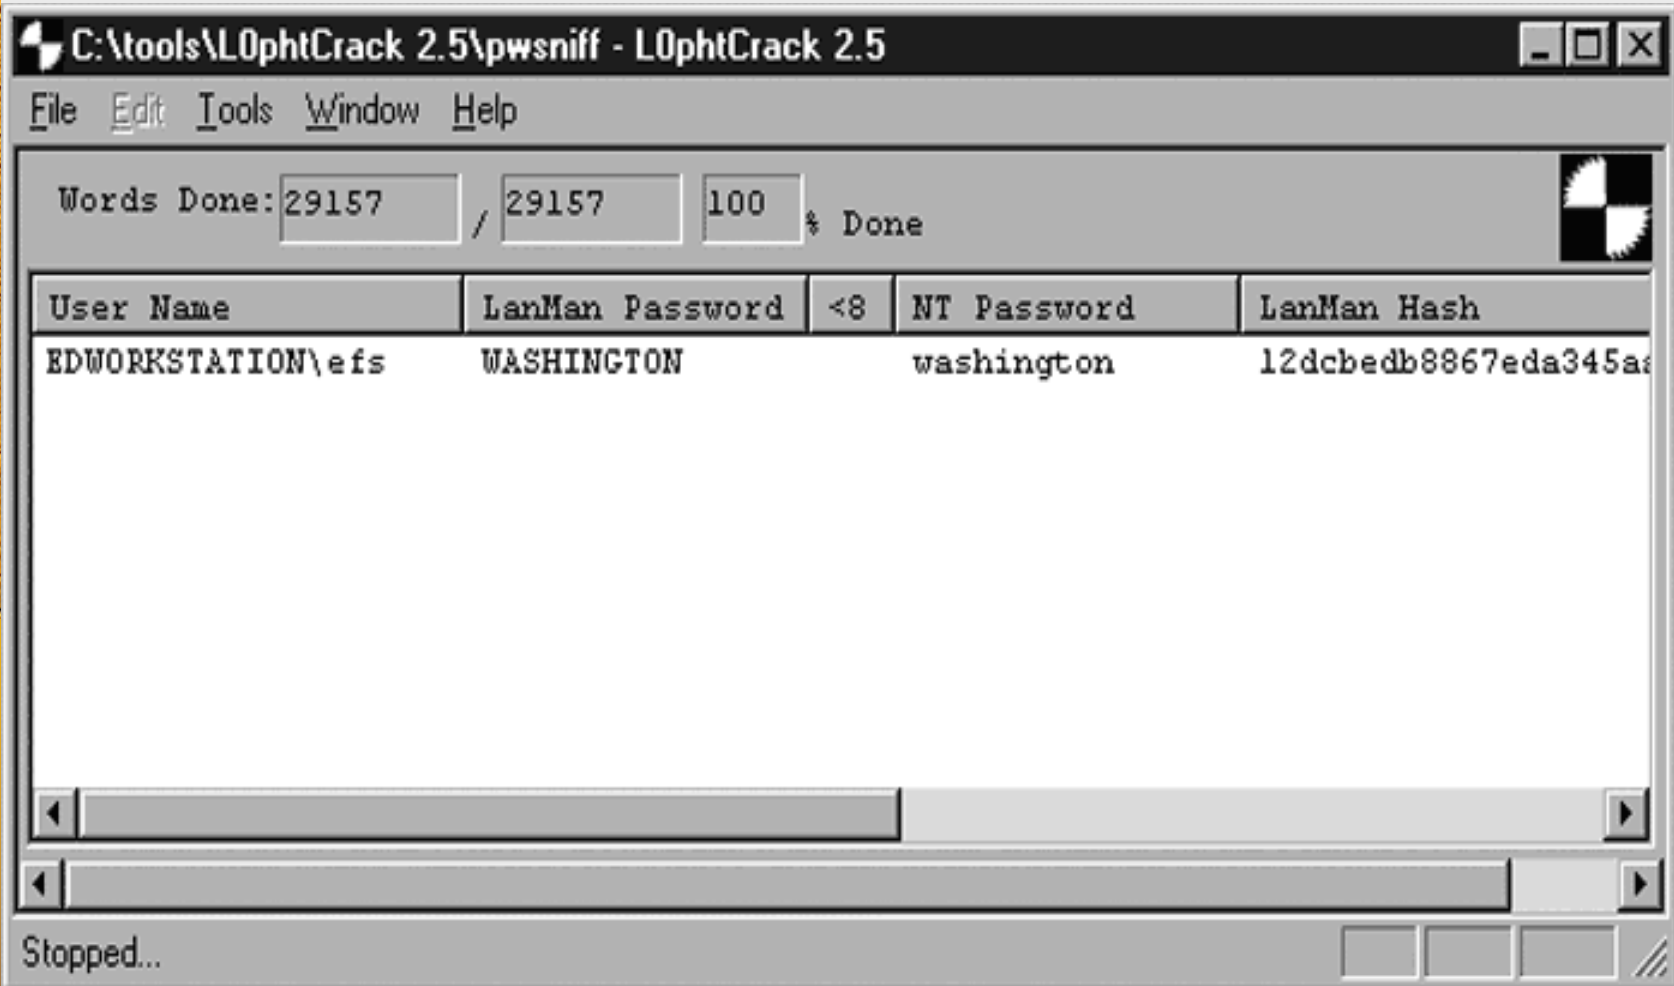 C:\tools\L0phtCrack 2.5\pwsniff - L0phtCrack 2.5
File Edit Tools Window Help
Words Done: 29157 / 29157 100 % Done
User Name LanMan Password <8 NT Password LanMan Hash
EDWORKSTATION\efs WASHINGTON washington 12dcbedb8867eda345aa
Stopped...